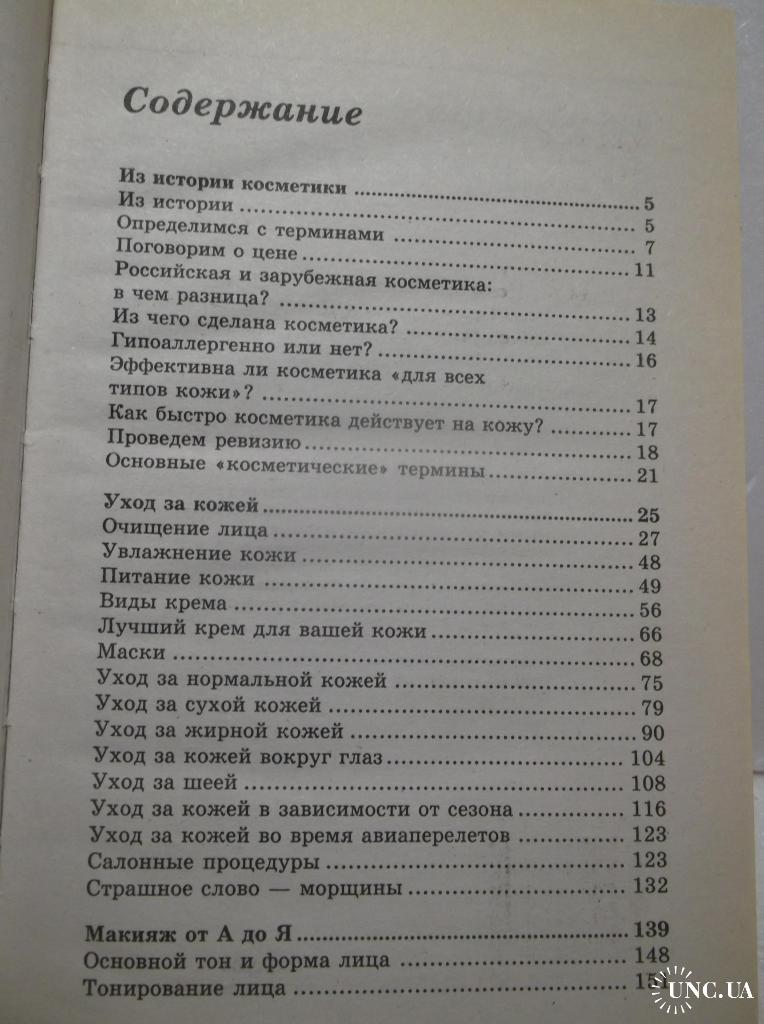 Содержание
Из истории косметики ........................................ 5
Из истории ........................................................ 5
Определимся с терминами .................................. 7
Поговорим о цене ............................................... 11
Российская и зарубежная косметика:
в чем разница? .................................................. 13
Из чего сделана косметика? ............................... 14
Гипоаллергенно или нет? ................................... 16
Эффективна ли косметика «для всех
типов кожи»? .................................................... 17
Как быстро косметика действует на кожу? ........... 17
Проведем ревизию ............................................. 18
Основные «косметические» термины .................... 21
Уход за кожей .................................................... 25
Очищение лица .................................................. 27
Увлажнение кожи .............................................. 48
Питание кожи ................................................... 49
Виды крема ....................................................... 56
Лучший крем для вашей кожи ............................ 66
Маски ............................................................... 68
Уход за нормальной кожей ................................. 75
Уход за сухой кожей .......................................... 79
Уход за жирной кожей ....................................... 90
Уход за кожей вокруг глаз .................................. 104
Уход за шеей ..................................................... 108
Уход за кожей в зависимости от сезона ............... 116
Уход за кожей во время авиаперелетов ............... 123
Салонные процедуры .......................................... 123
Страшное слово — морщины ............................... 132
Макияж от А до Я .............................................. 139
Основной тон и форма лица ................................ 148
Тонирование лица .............................................. 151
UNC.UA